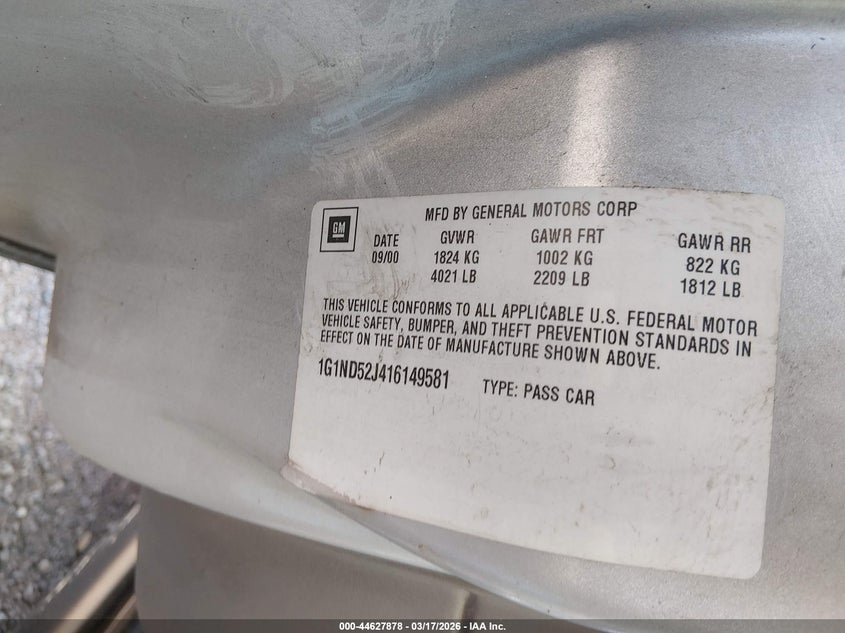 MFD BY GENERAL MOTORS CORP
GM
DATE GVWR GAWR FRT GAWR RR
09/00 1824 KG 1002 KG 822 KG
4021 LB 2209 LB 1812 LB
THIS VEHICLE CONFORMS TO ALL APPLICABLE U.S. FEDERAL MOTOR
VEHICLE SAFETY, BUMPER, AND THEFT PREVENTION STANDARDS IN
EFFECT ON THE DATE OF MANUFACTURE SHOWN ABOVE.
1G1ND52J416149581 TYPE: PASS CAR
000-44627878 - 03/17/2026 - IAA Inc.